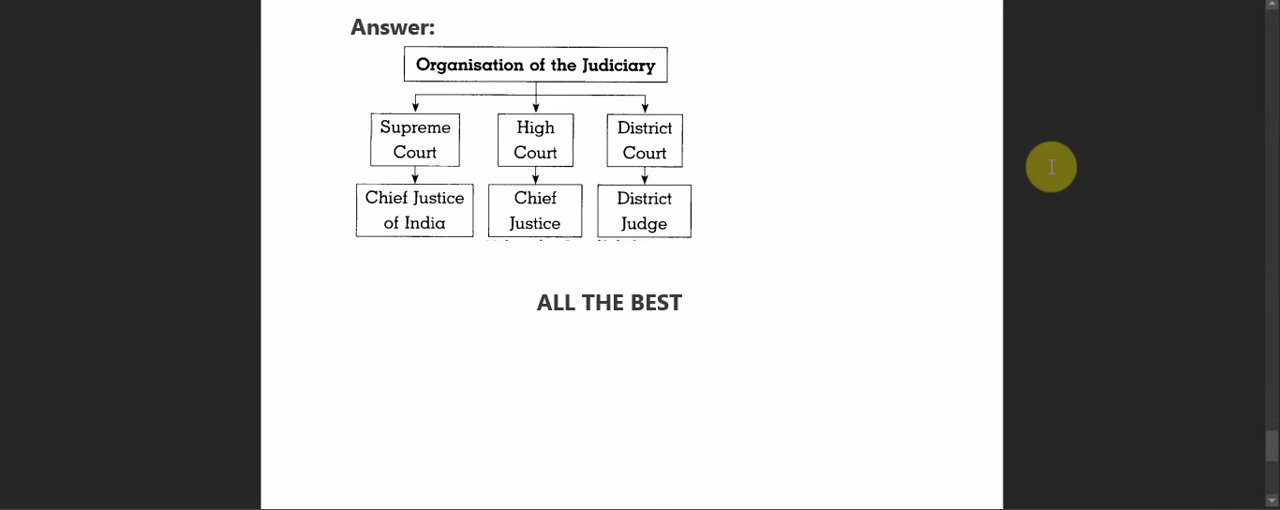 Answer:
Organisation of the Judiciary
Supreme
Court
High
Court
District
Court
Chief Justice
of India
Chief
Justice
District
Judge
ALL THE BEST